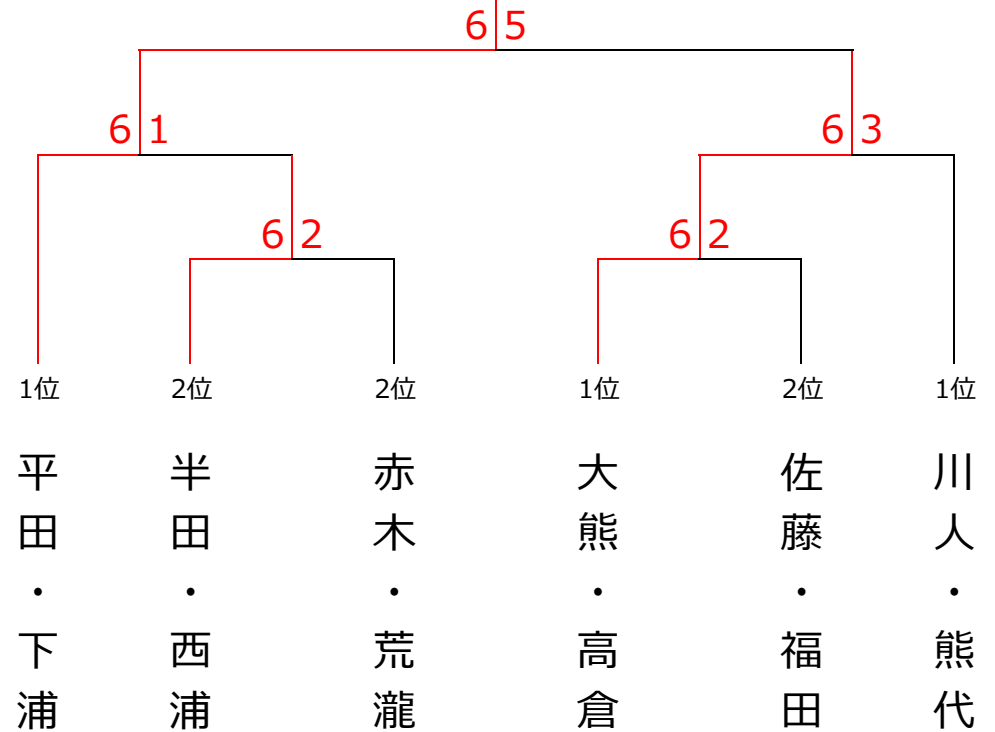 6 5
6 1
6 3
6 2
6 2
1位
2位
2位
1位
2位
1位
平田・下浦
半田・西浦
赤木・荒瀧
大熊・高倉
佐藤・福田
川人・熊代